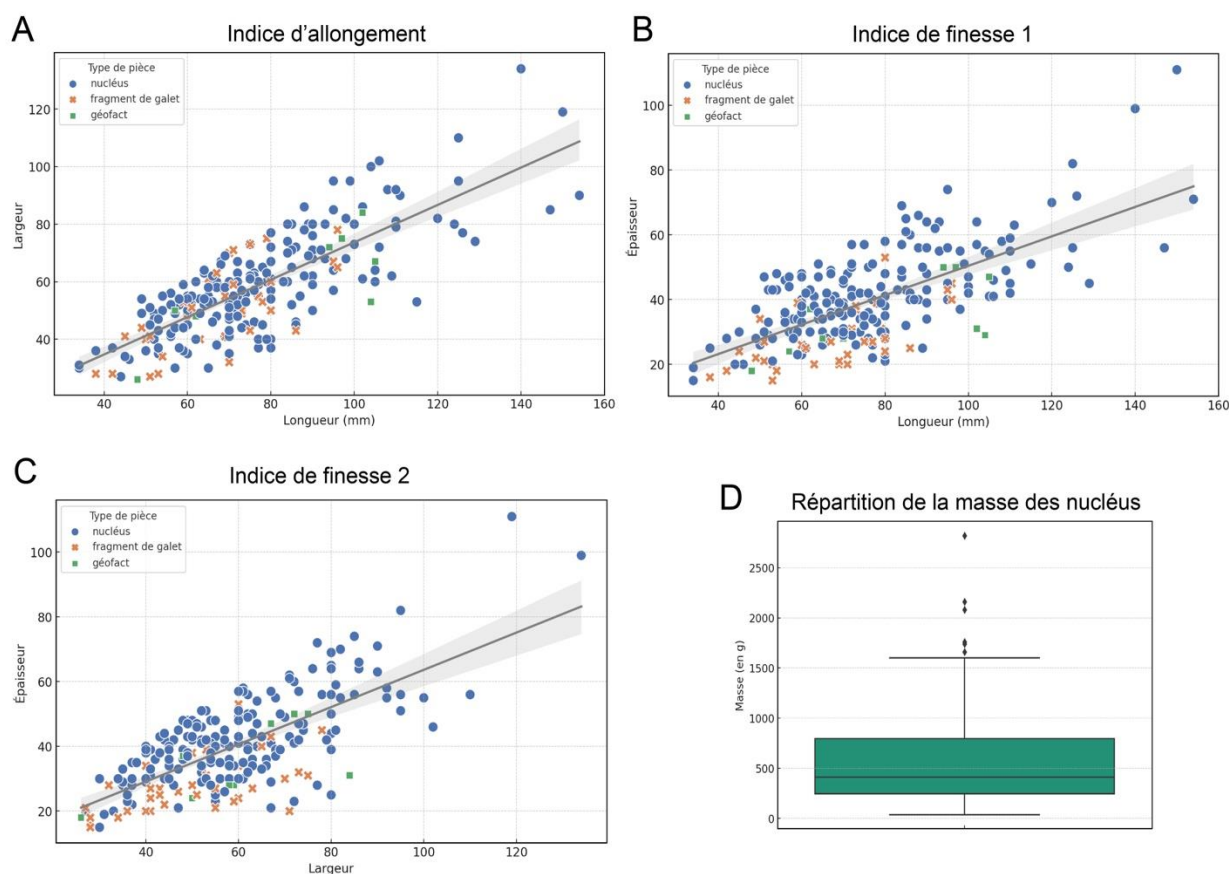 A
Indice d'allongement
Type de pièce
nucléus
fragment de galet
géofact
Largeur
120
100
80
60
40
40
60
80
100
120
140
160
Longueur (mm)
B
Indice de finesse 1
Type de pièce
nucléus
fragment de galet
géofact
Épaisseur
100
80
60
40
20
40
60
80
100
120
140
160
Longueur (mm)
C
Indice de finesse 2
Type de pièce
nucléus
fragment de galet
géofact
Épaisseur
100
80
60
40
20
40
60
80
100
120
Largeur
D
Répartition de la masse des nucléus
Masse (en g)
2500
2000
1500
1000
500
0